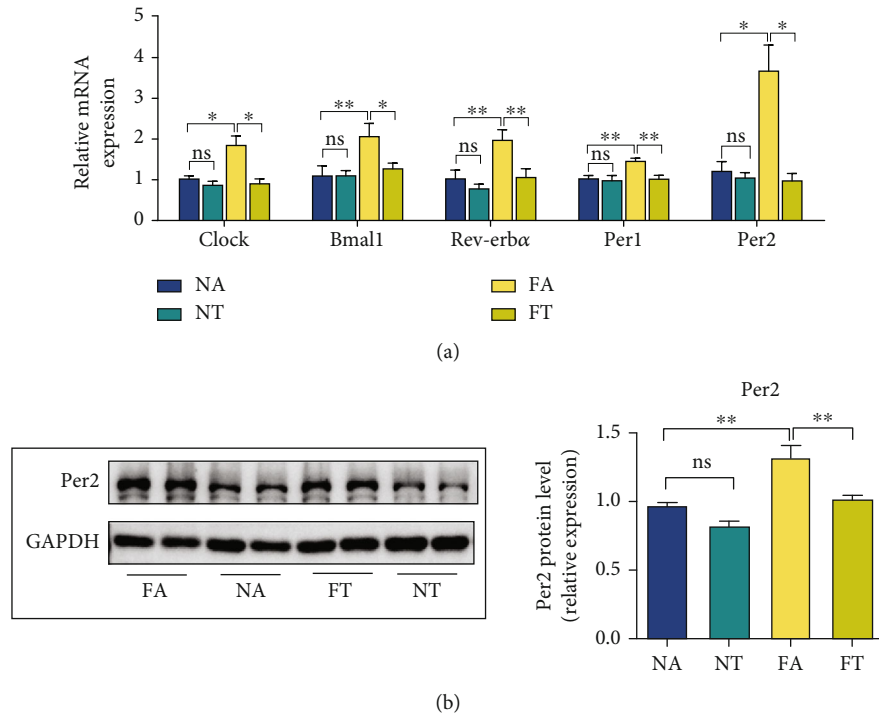 5
4
3
2
1
0
Relative mRNA
expression
* *
ns
** *
ns
** **
ns
** **
ns
* *
ns
Clock Bmal1 Rev-erbα Per1 Per2
NA FA
NT FT
(a)
Per2
GAPDH
FA NA FT NT
Per2
1.5
1.0
0.5
0.0
Per2 protein level
(relative expression)
** **
ns
NA NT FA FT
(b)